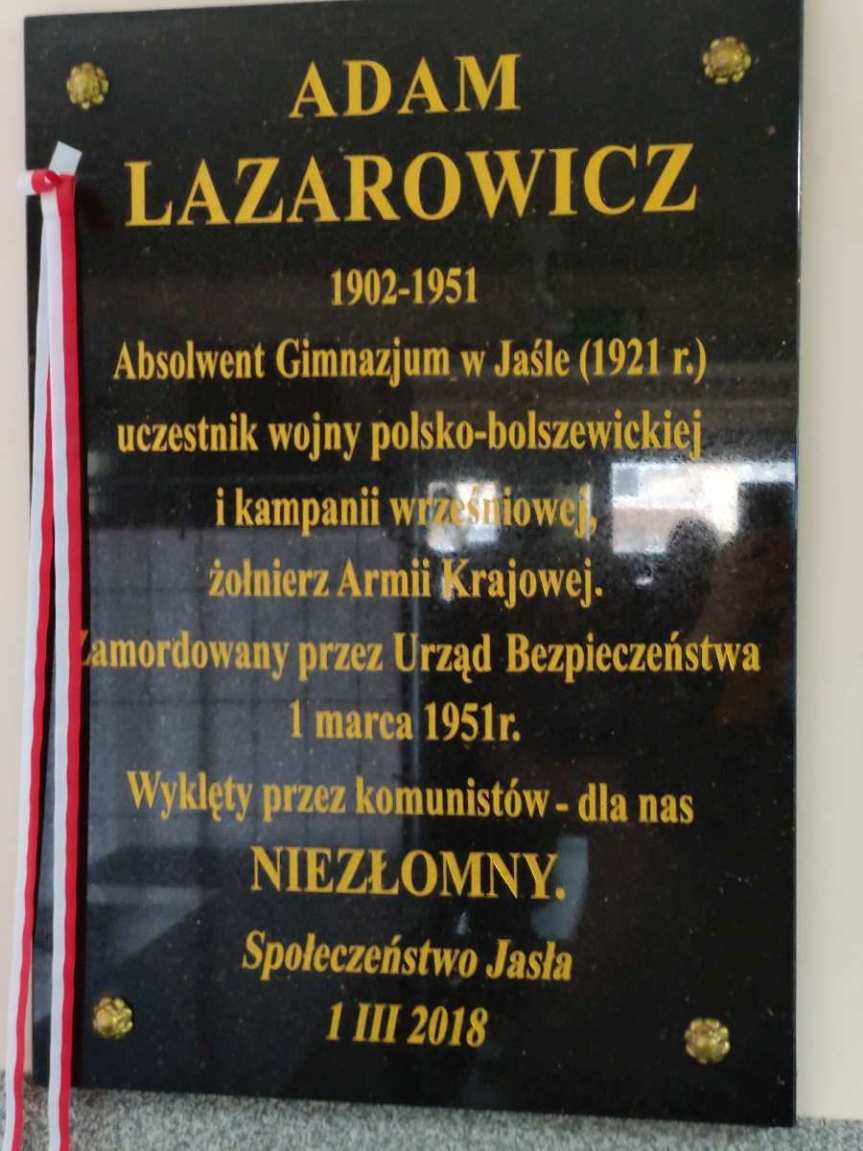 ADAM
LAZAROWICZ
1902-1951
Absolwent Gimnazjum w Jaśle (1921 r.)
uczestnik wojny polsko-bolszewickiej
i kampanii wrześniowej,
żołnierz Armii Krajowej.
Zamordowany przez Urząd Bezpieczeństwa
1 marca 1951r.
Wyklęty przez komunistów - dla nas
NIEZŁOMNY.
Społeczeństwo Jasła
1 III 2018